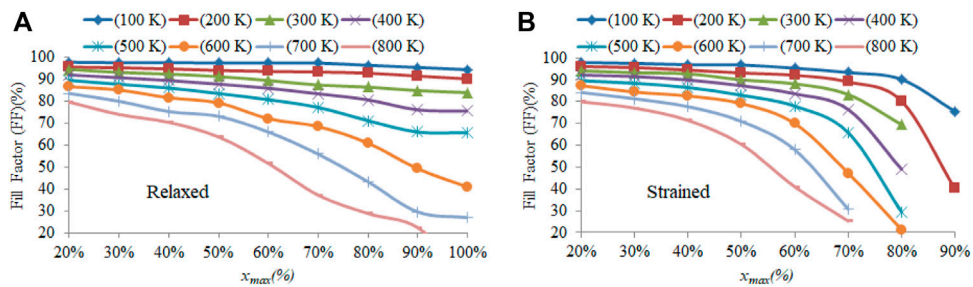 A
(100 K) (200 K) (300 K) (400 K)
(500 K) (600 K) (700 K) (800 K)
Fill Factor (FF)(%)
100
90
80
70
60
50
40
30
20
Relaxed
20% 30% 40% 50% 60% 70% 80% 90% 100%
xmax(%)
B
(100 K) (200 K) (300 K) (400 K)
(500 K) (600 K) (700 K) (800 K)
Fill Factor (FF)(%)
100
90
80
70
60
50
40
30
20
Strained
20% 30% 40% 50% 60% 70% 80% 90%
xmax(%)